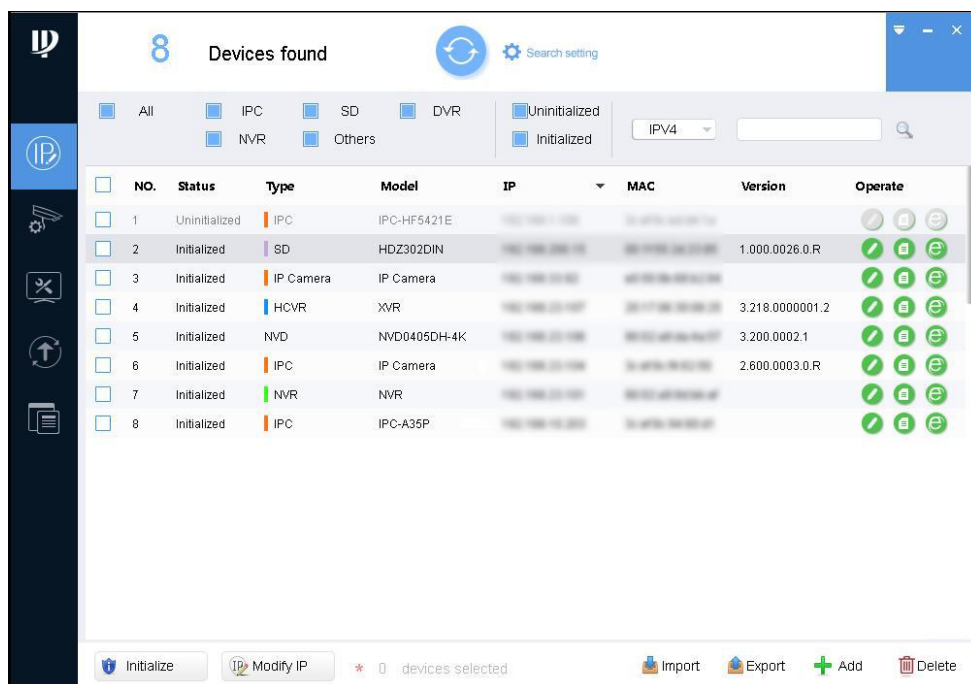 8 Devices found Search setting
All IPC SD DVR Uninitialized
NVR Others Initialized IPV4
NO. Status Type Model IP MAC Version Operate
1 Uninitialized IPC IPC-HF5421E
2 Initialized SD HDZ302DIN 1.000.0026.0.R
3 Initialized IP Camera IP Camera
4 Initialized HCVR XVR 3.218.0000001.2
5 Initialized NVD NVD0405DH-4K 3.200.0002.1
6 Initialized IPC IP Camera 2.600.0003.0.R
7 Initialized NVR NVR
8 Initialized IPC IPC-A35P
Initialize Modify IP * 0 devices selected Import Export Add Delete